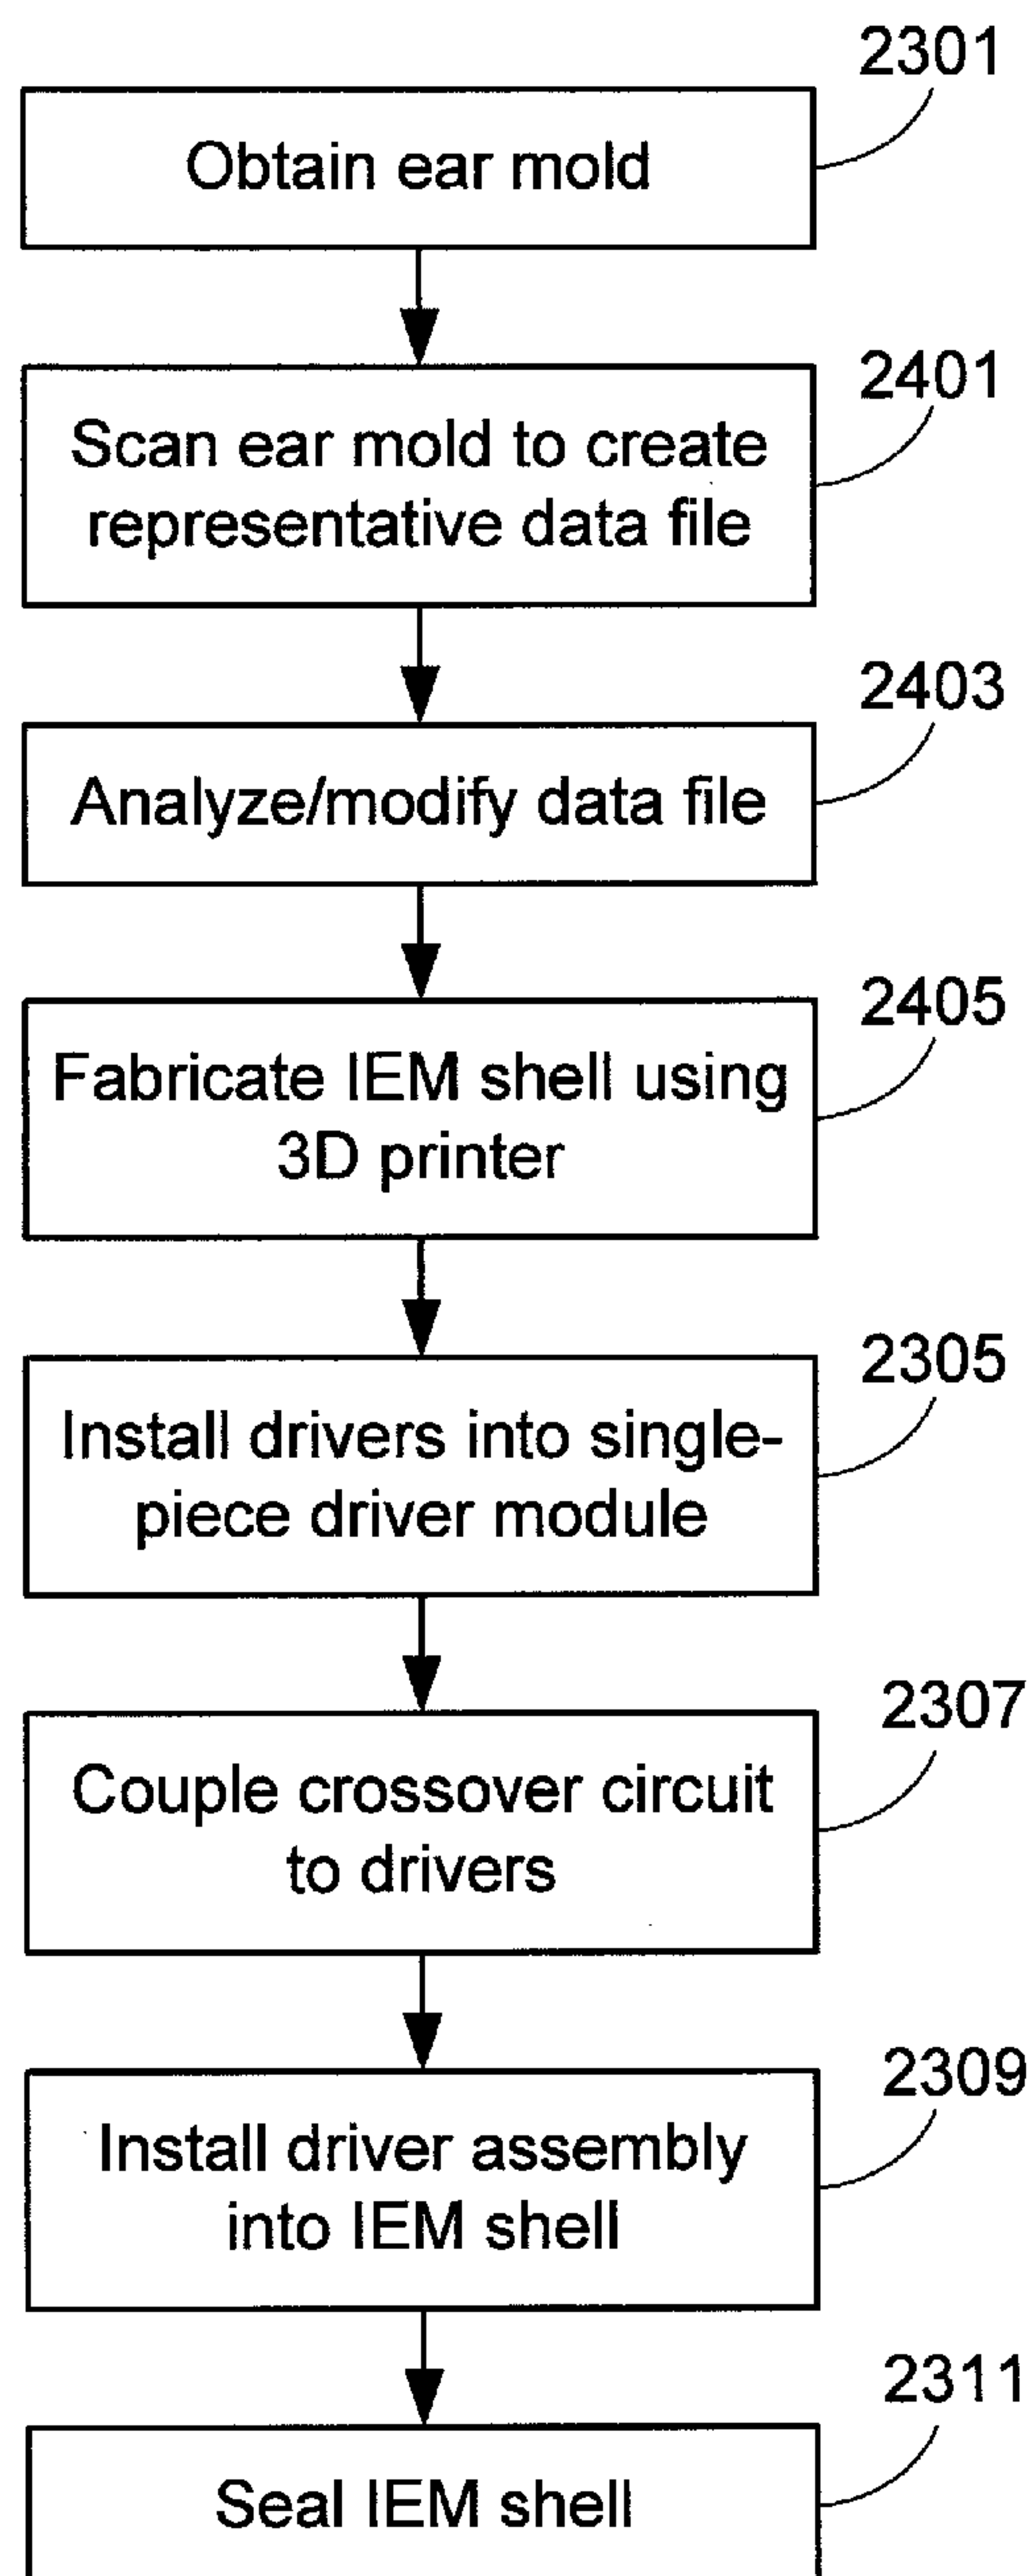 2301
Obtain ear mold
2401
Scan ear mold to create
representative data file
2403
Analyze/modify data file
2405
Fabricate IEM shell using
3D printer
2305
Install drivers into single-
piece driver module
2307
Couple crossover circuit
to drivers
2309
Install driver assembly
into IEM shell
2311
Seal IEM shell